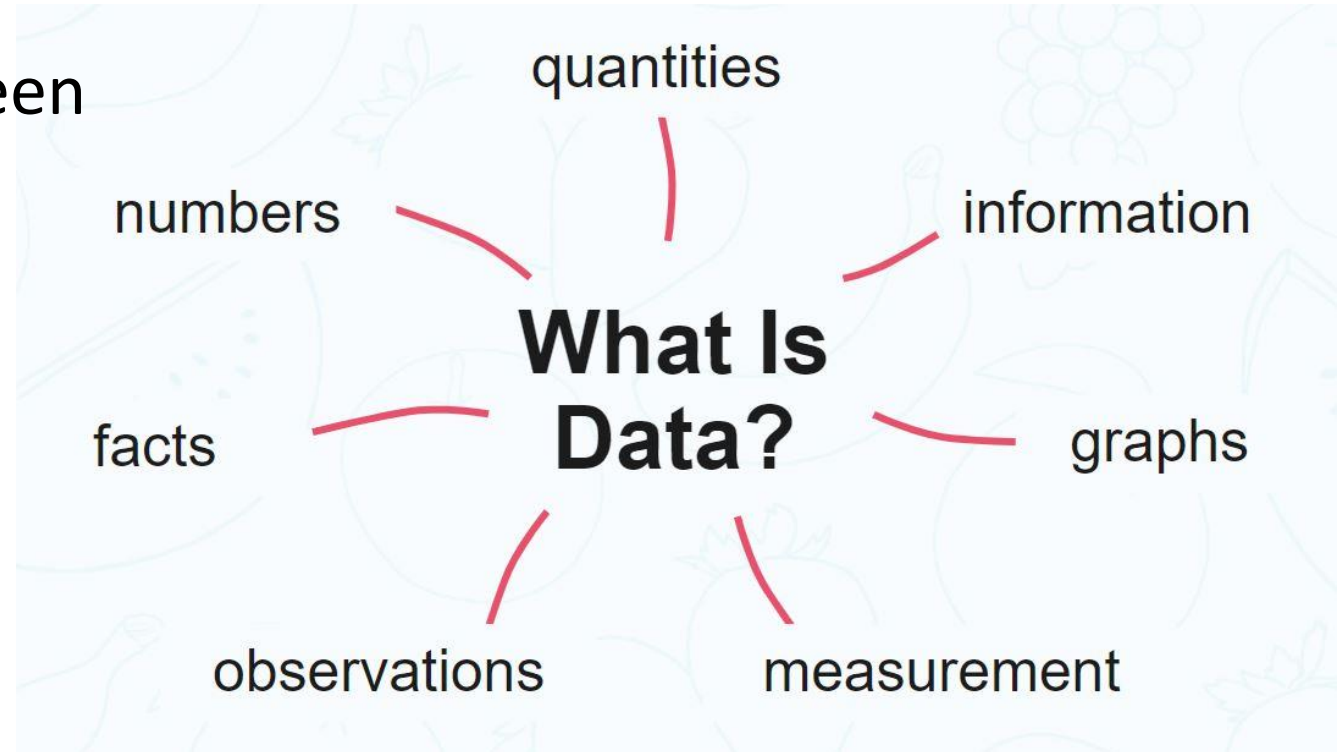 quantities
numbers
information
What Is
Data?
facts
graphs
observations
measurement